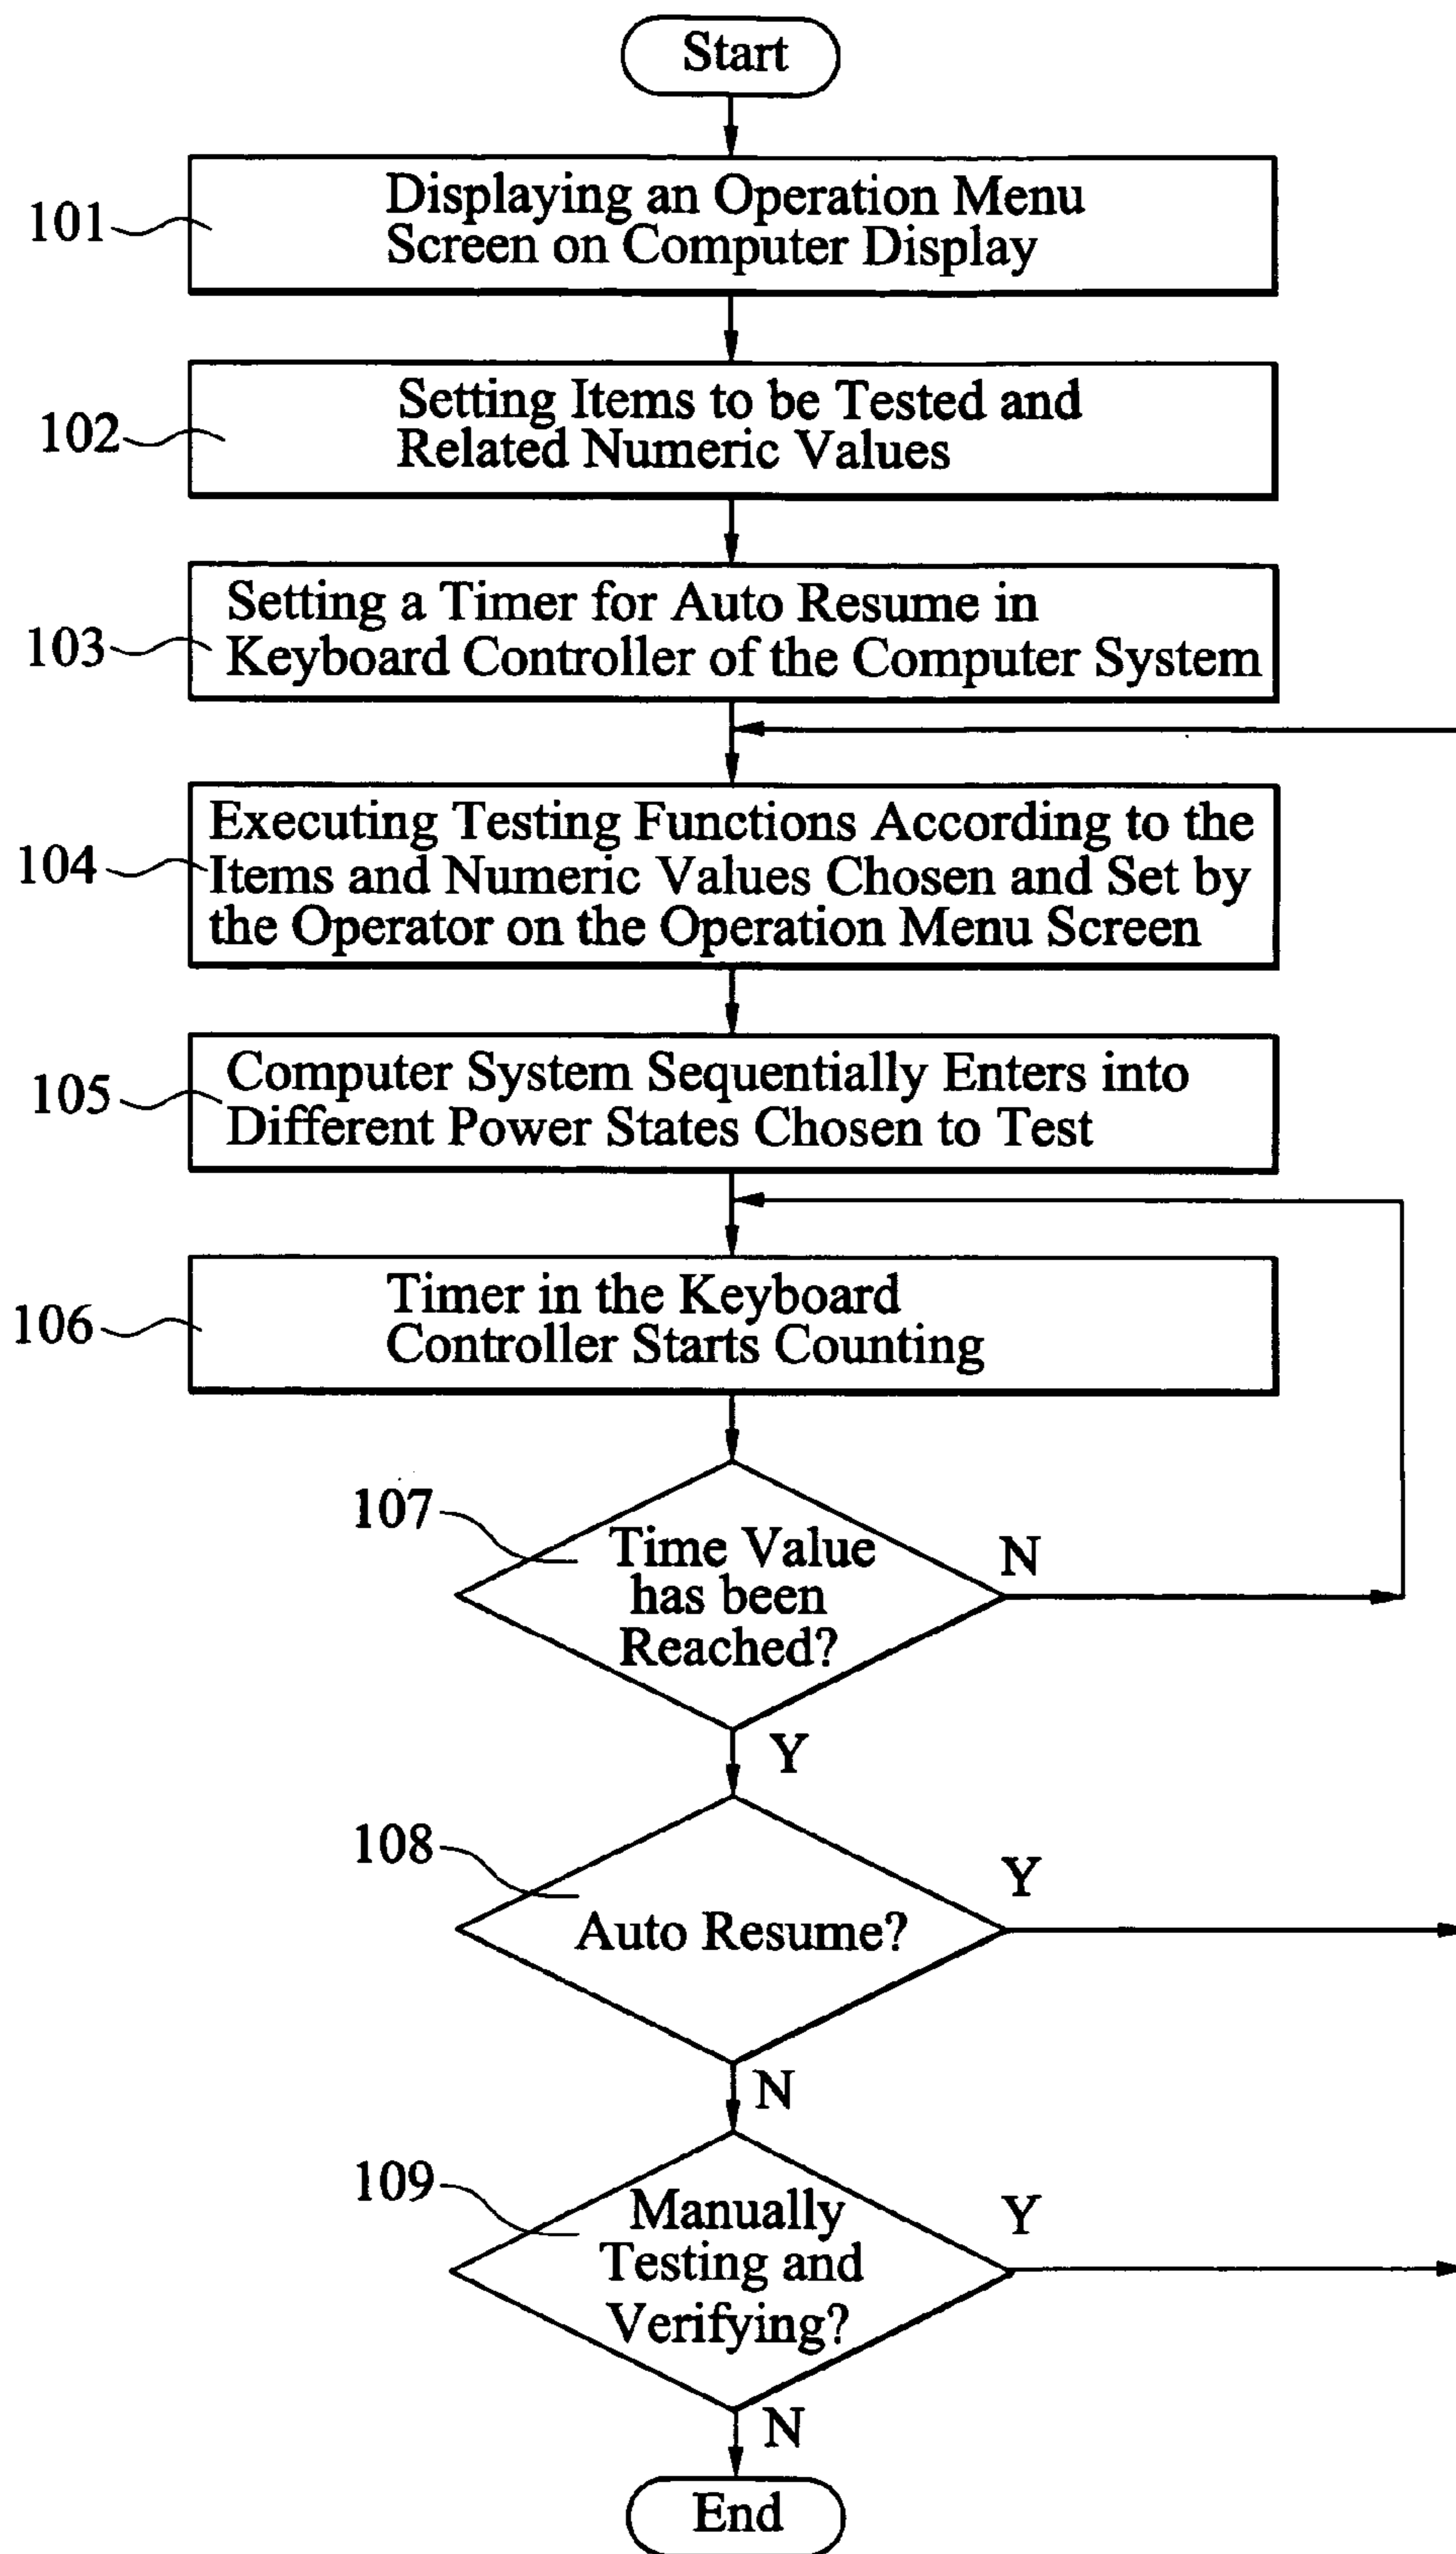 Start
101
Displaying an Operation Menu
Screen on Computer Display
102
Setting Items to be Tested and
Related Numeric Values
103
Setting a Timer for Auto Resume in
Keyboard Controller of the Computer System
104
Executing Testing Functions According to the
Items and Numeric Values Chosen and Set by
the Operator on the Operation Menu Screen
105
Computer System Sequentially Enters into
Different Power States Chosen to Test
106
Timer in the Keyboard
Controller Starts Counting
107
Time Value
has been
Reached?
N
Y
108
Auto Resume?
Y
N
109
Manually
Testing and
Verifying?
Y
N
End